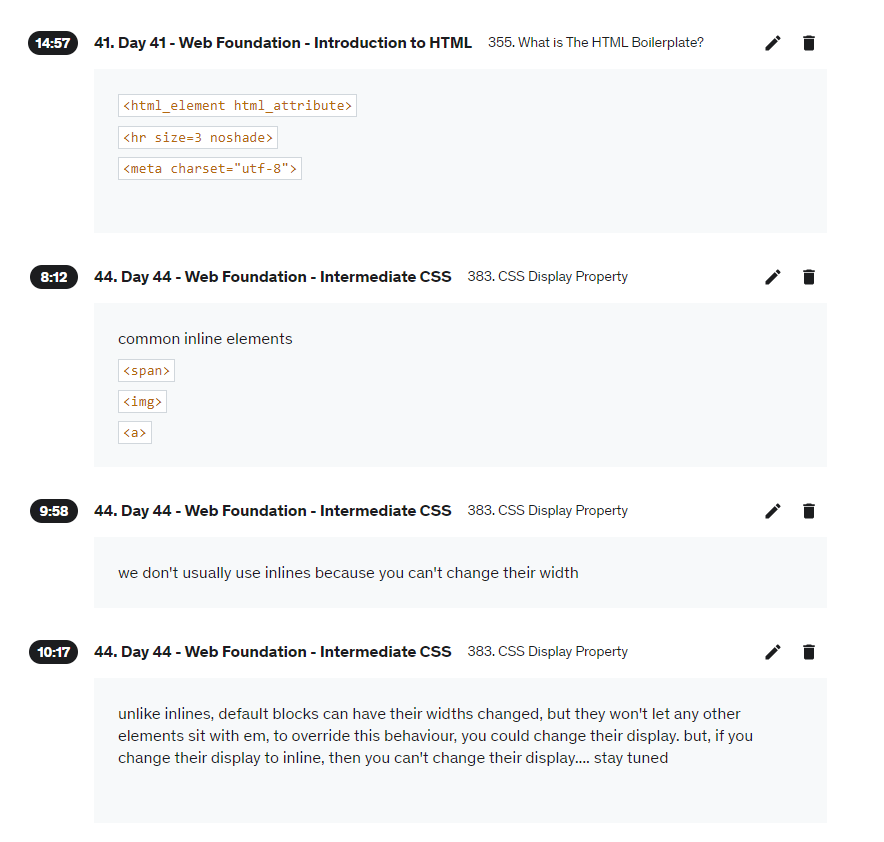 14:57 41. Day 41 - Web Foundation - Introduction to HTML 355. What is The HTML Boilerplate?
<html_element html_attribute>
<hr size=3 noshade>
<meta charset="utf-8">
8:12 44. Day 44 - Web Foundation - Intermediate CSS 383. CSS Display Property
common inline elements
<span>
<img>
<a>
9:58 44. Day 44 - Web Foundation - Intermediate CSS 383. CSS Display Property
we don't usually use inlines because you can't change their width
10:17 44. Day 44 - Web Foundation - Intermediate CSS 383. CSS Display Property
unlike inlines, default blocks can have their widths changed, but they won't let any other
elements sit with em, to override this behaviour, you could change their display. but, if you
change their display to inline, then you can't change their display.... stay tuned